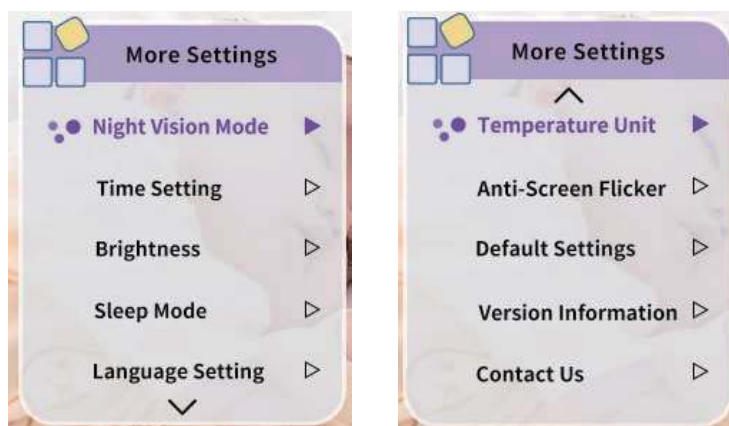 More Settings
Night Vision Mode
Time Setting
Brightness
Sleep Mode
Language Setting
More Settings
Temperature Unit
Anti-Screen Flicker
Default Settings
Version Information
Contact Us